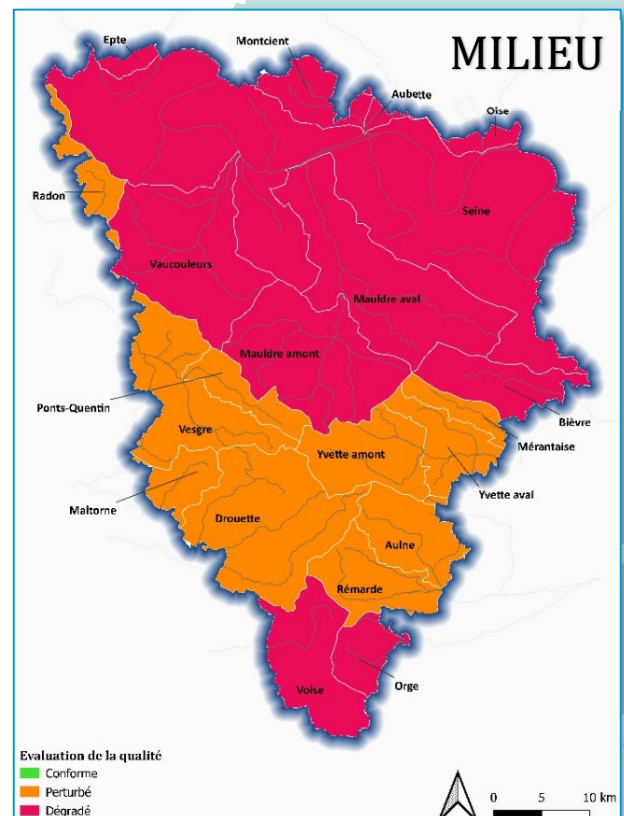 MILIEU
Epte
Montcient
Aubette
Oise
Radon
Seine
Vaucouleurs
Mauldre aval
Mauldre amont
Ponts-Quentin
Bièvre
Vesgre
Mérantaise
Yvette amont
Yvette aval
Maltorne
Drouette
Aulne
Rémarde
Voise
Orge
Evaluation de la qualité
Conforme
Perturbé
Dégradé
0 5 10 km